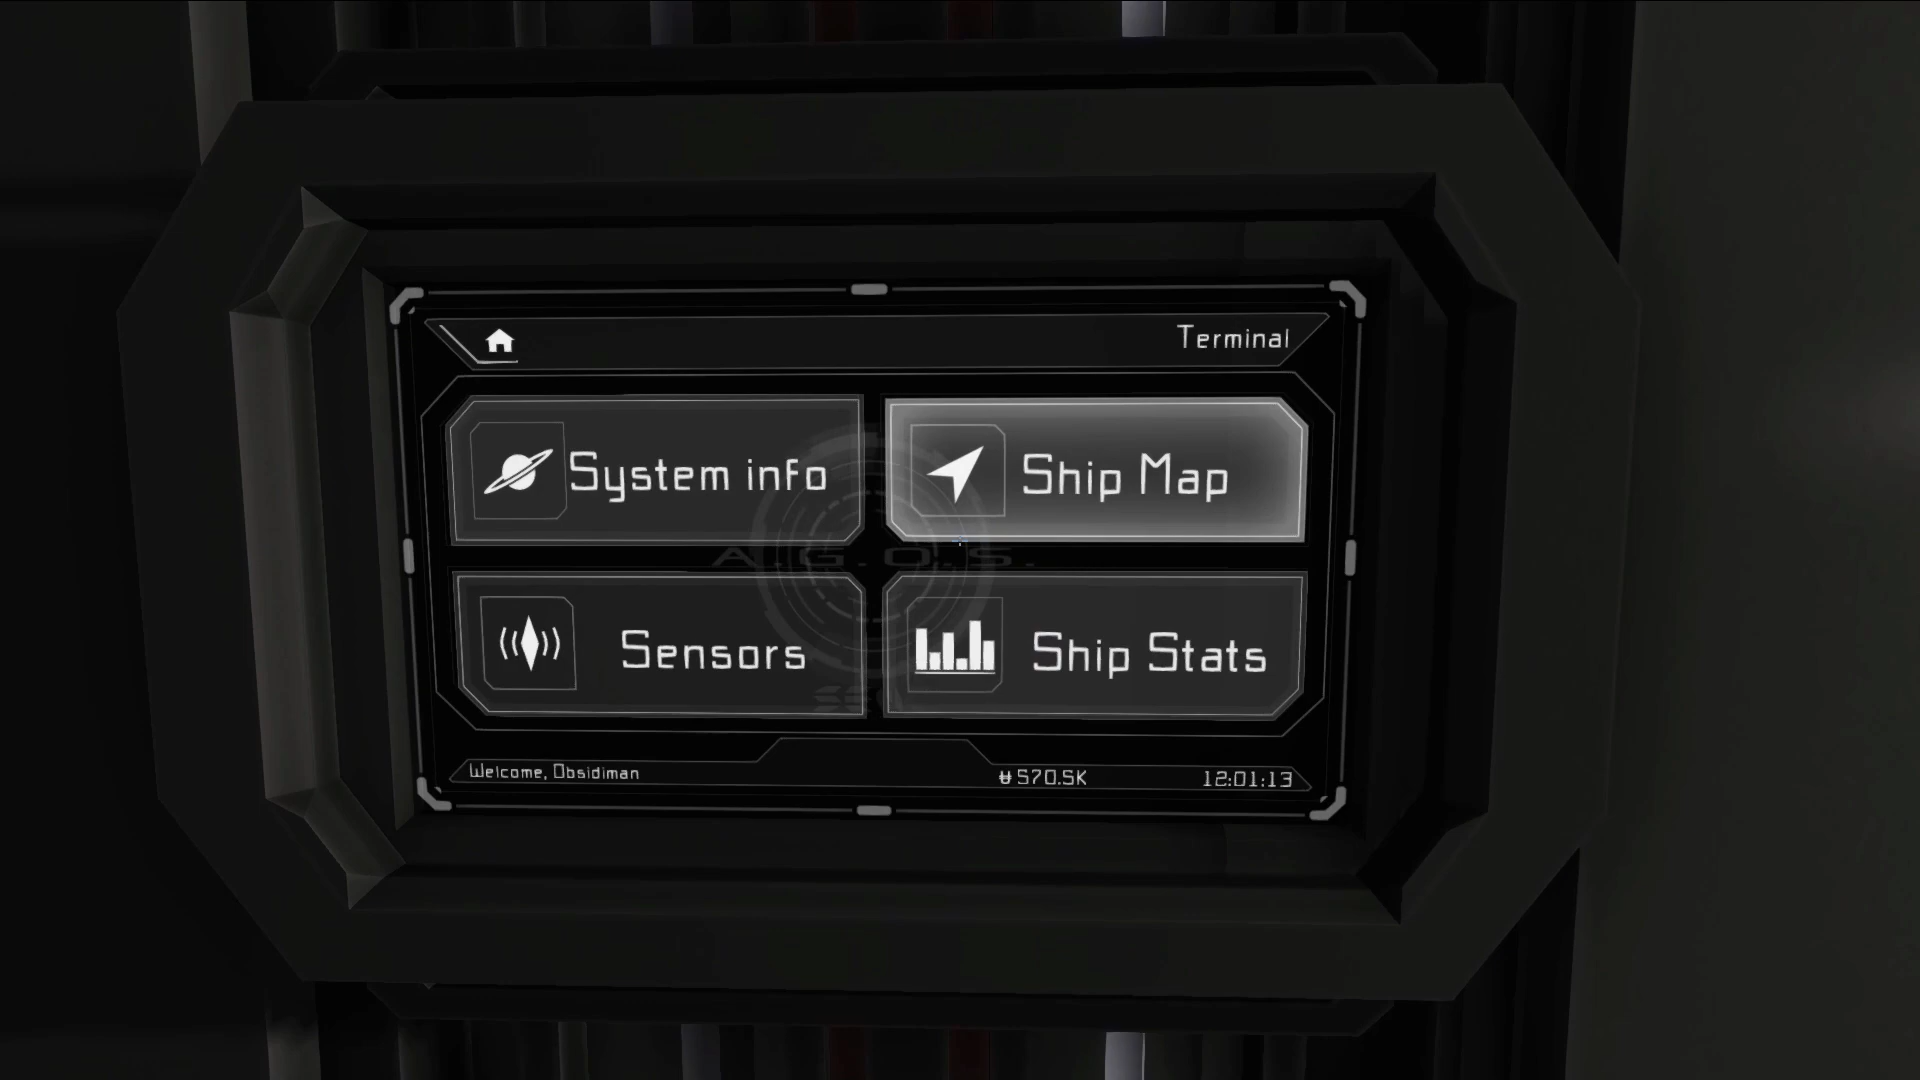 Terminal
System info
Ship Map
A.G.O.S.
Sensors
Ship Stats
Welcome, Obsidiman
570.5K
12:01:13